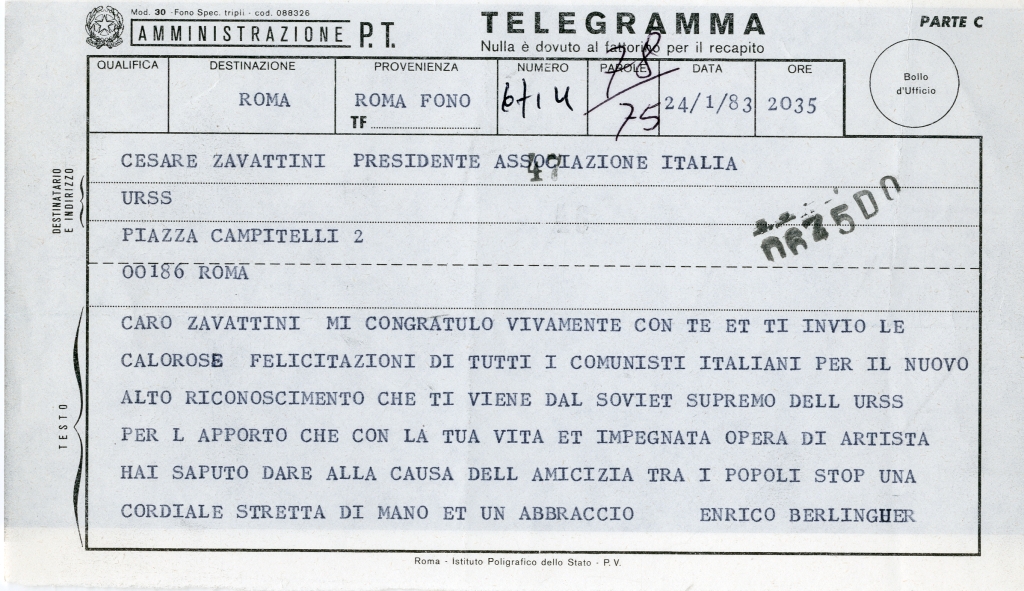 Mod. 30 - Fono Spec. tripli - cod. 088326
AMMINISTRAZIONE P.T.
TELEGRAMMA
Nulla è dovuto al fattorino per il recapito
PARTE C
QUALIFICA DESTINAZIONE PROVENIENZA NUMERO PAROLE DATA ORE
ROMA ROMA FONO 78
TF 75 24/1/83 2035
Bollo
d'Ufficio
DESTINATARIO
E INDIRIZZO
CESARE ZAVATTINI PRESIDENTE ASSOCIAZIONE ITALIA
47
URSS
PIAZZA CAMPITELLI 2
00186 ROMA
TESTO
CARO ZAVATTINI MI CONGRATULO VIVAMENTE CON TE ET TI INVIO LE
CALOROSE FELICITAZIONI DI TUTTI I COMUNISTI ITALIANI PER IL NUOVO
ALTO RICONOSCIMENTO CHE TI VIENE DAL SOVIET SUPREMO DELL URSS
PER L APPORTO CHE CON LA TUA VITA ET IMPEGNATA OPERA DI ARTISTA
HAI SAPUTO DARE ALLA CAUSA DELL AMICIZIA TRA I POPOLI STOP UNA
CORDIALE STRETTA DI MANO ET UN ABBRACCIO ENRICO BERLINGHER
Roma - Istituto Poligrafico dello Stato - P.V.